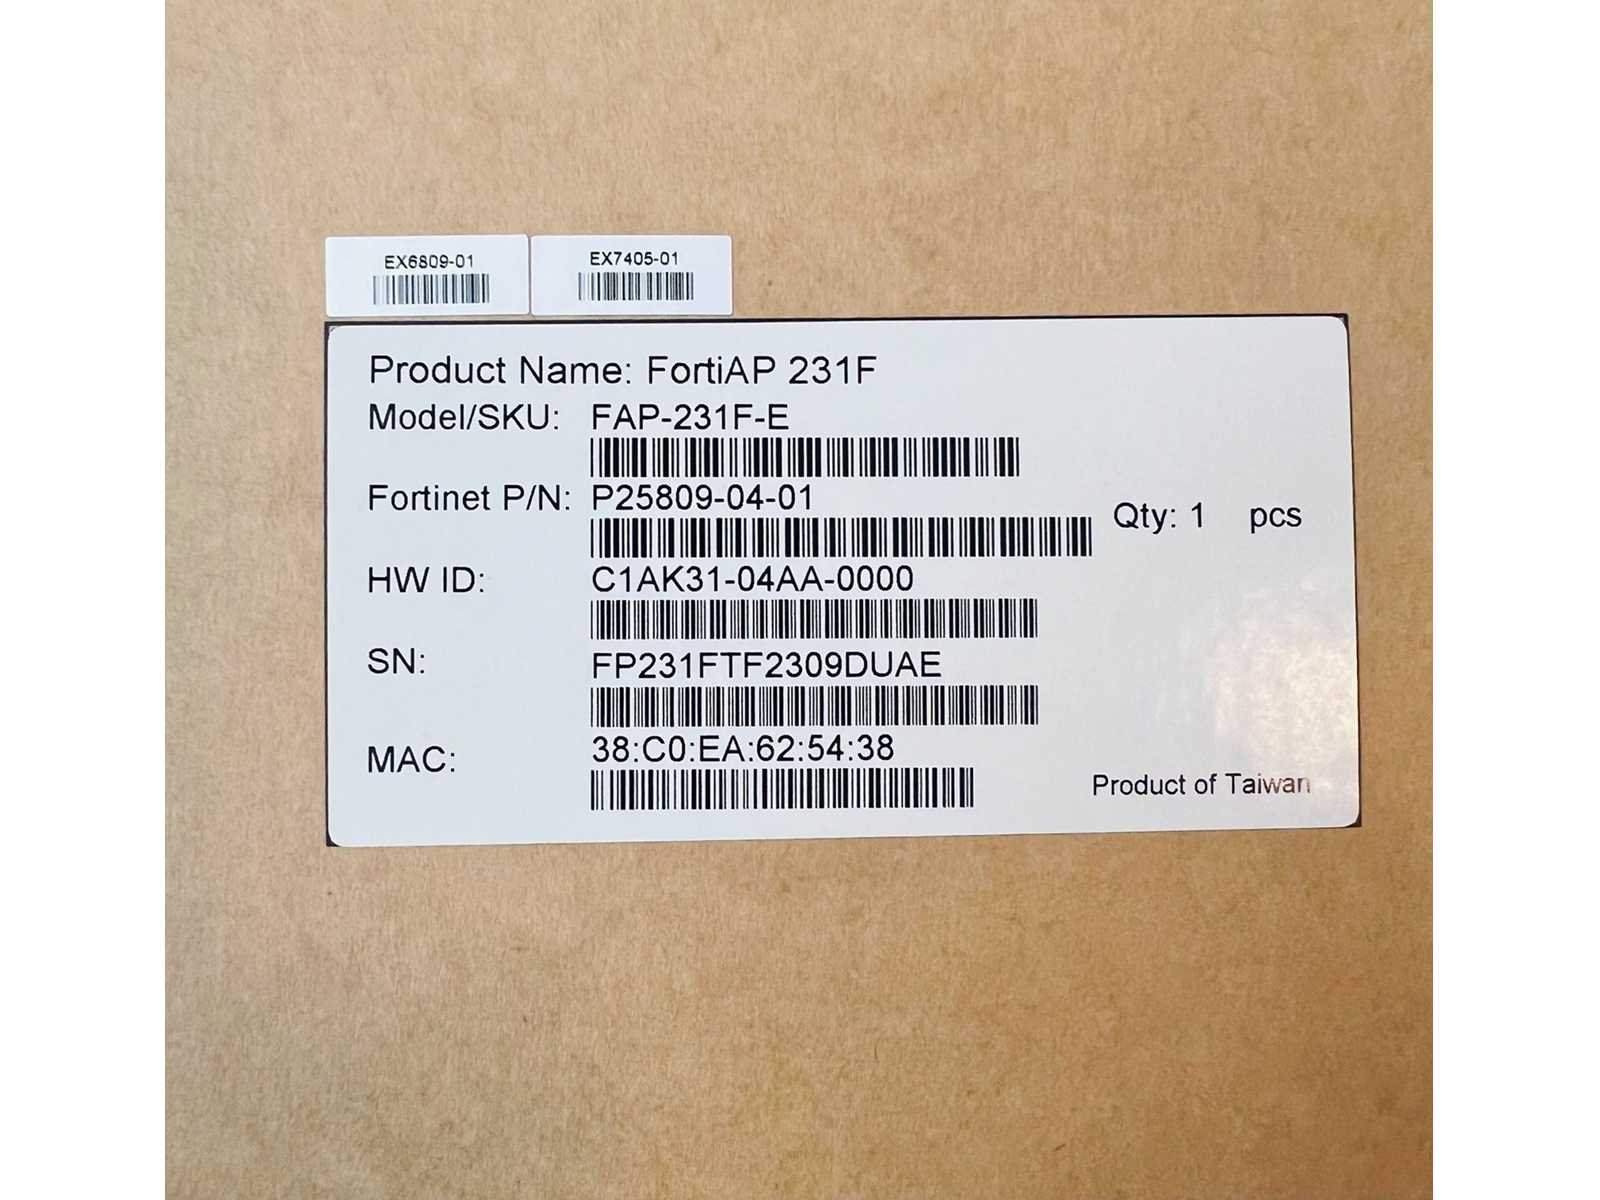 EX6809-01
EX7405-01
Product Name: FortiAP 231F
Model/SKU: FAP-231F-E
Fortinet P/N: P25809-04-01
Qty: 1 pcs
HW ID: C1AK31-04AA-0000
SN: FP231FTF2309DUAE
MAC: 38:C0:EA:62:54:38
Product of Taiwan